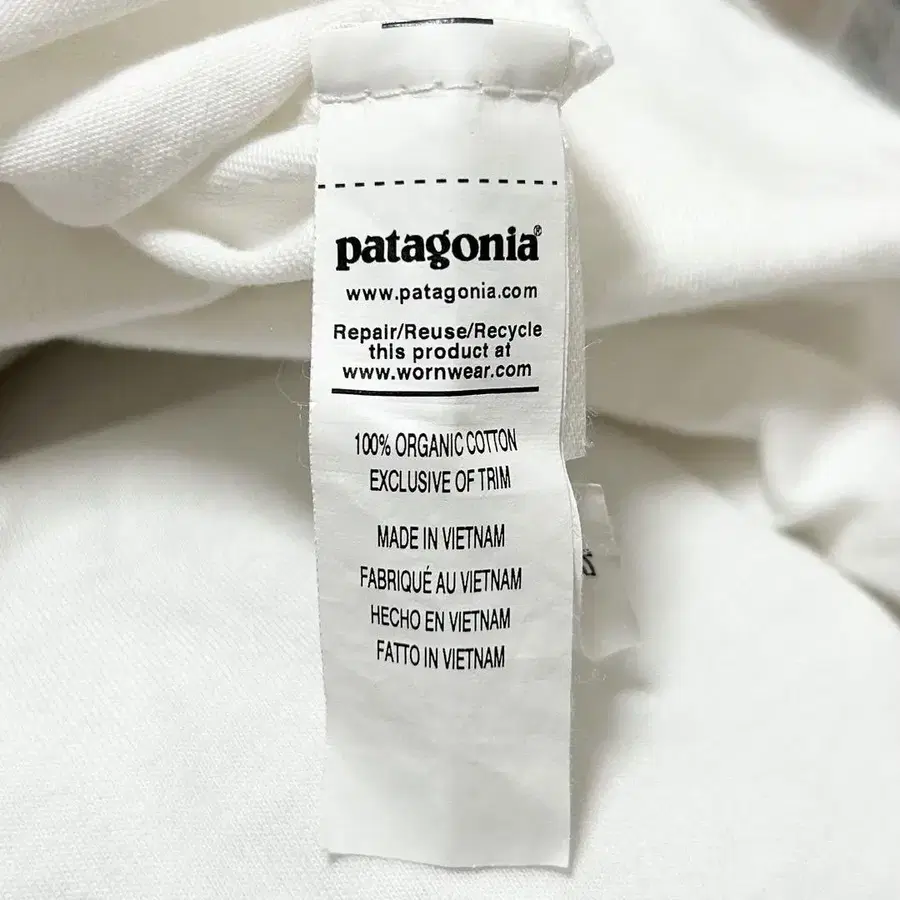 patagonia®
www.patagonia.com
Repair/Reuse/Recycle
this product at
www.wornwear.com
100% ORGANIC COTTON
EXCLUSIVE OF TRIM
MADE IN VIETNAM
FABRIQUÉ AU VIETNAM
HECHO EN VIETNAM
FATTO IN VIETNAM